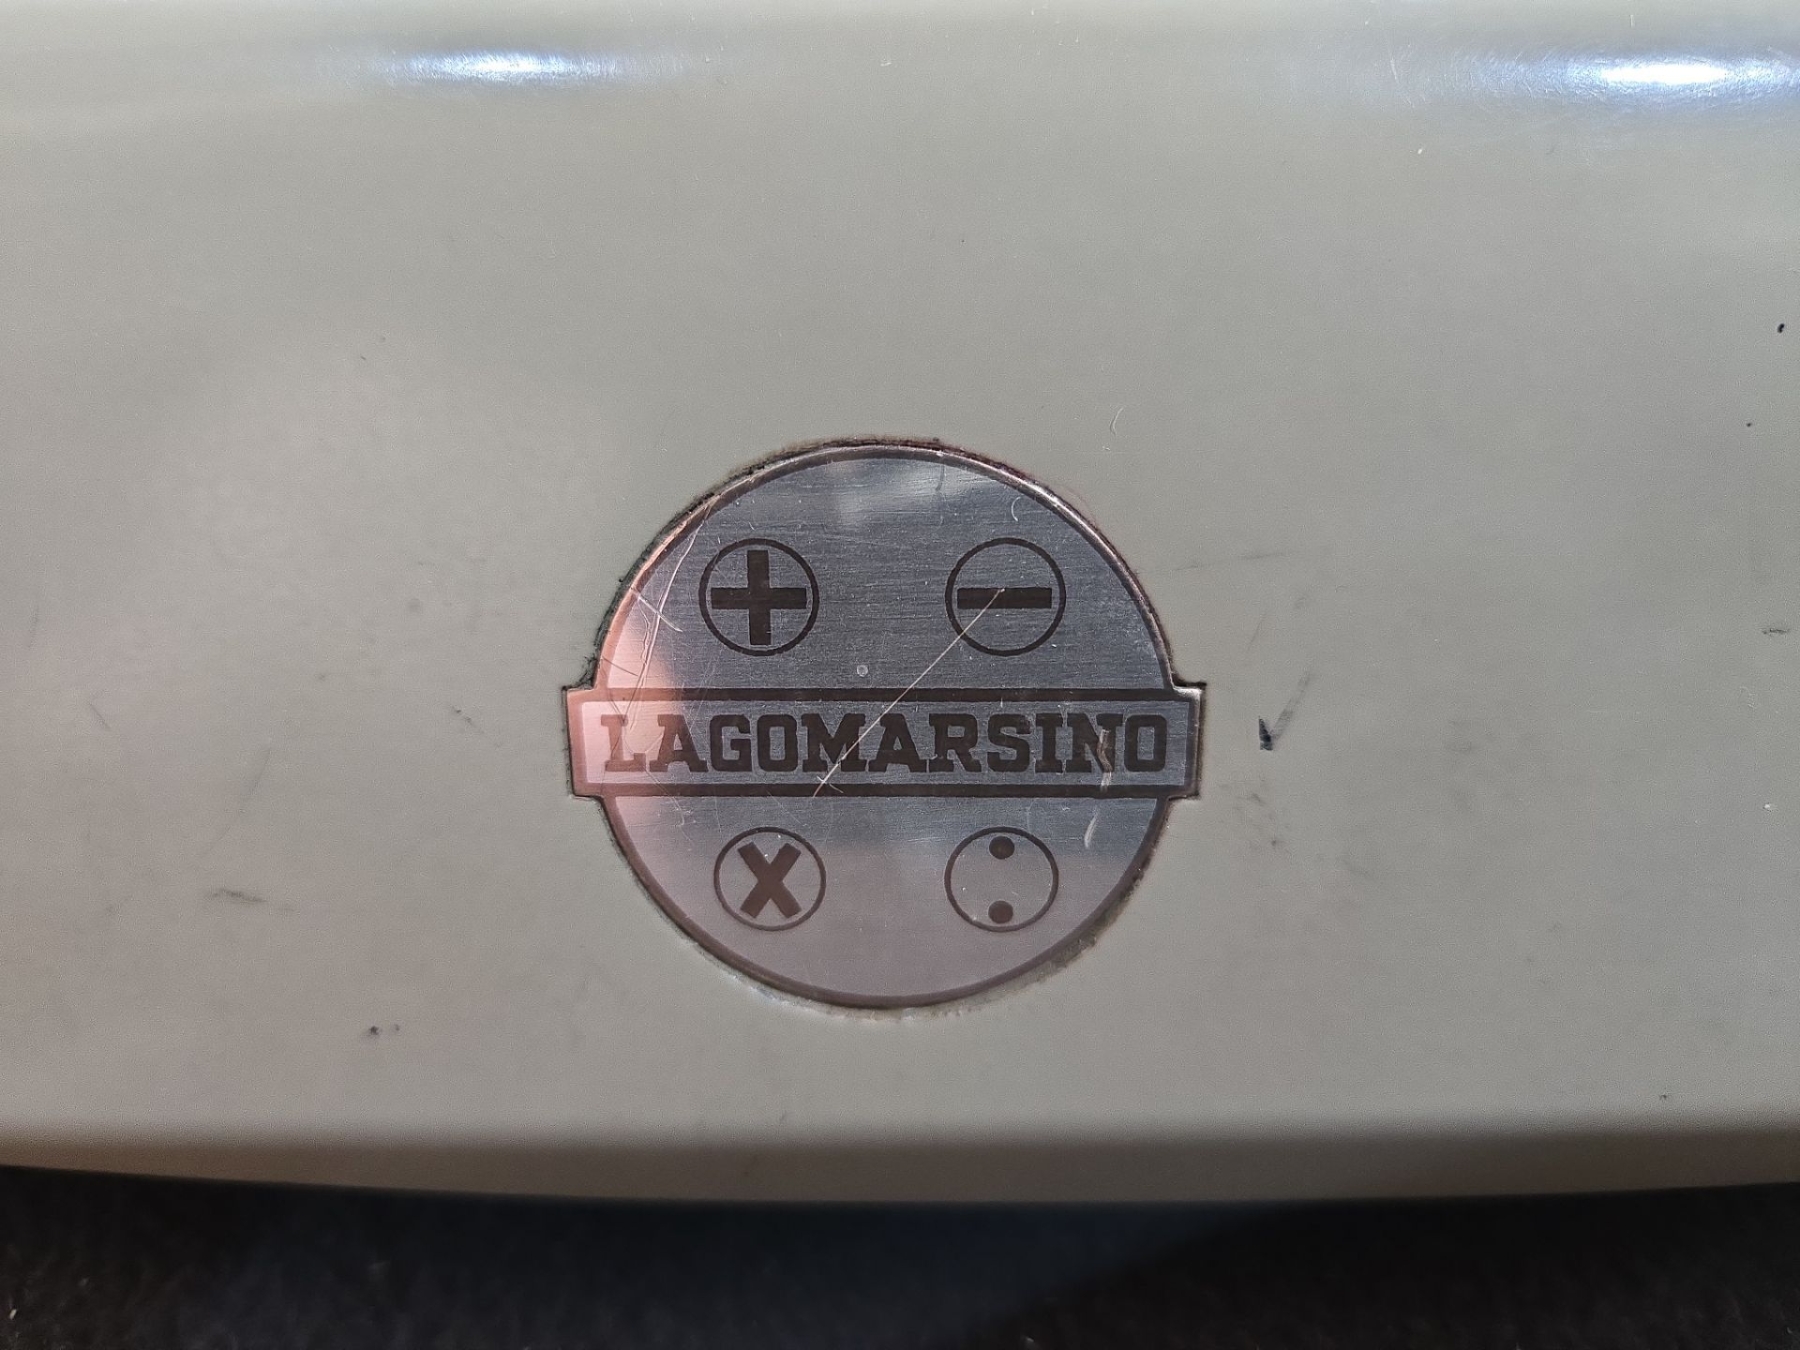 + −
LAGOMARSINO
x :